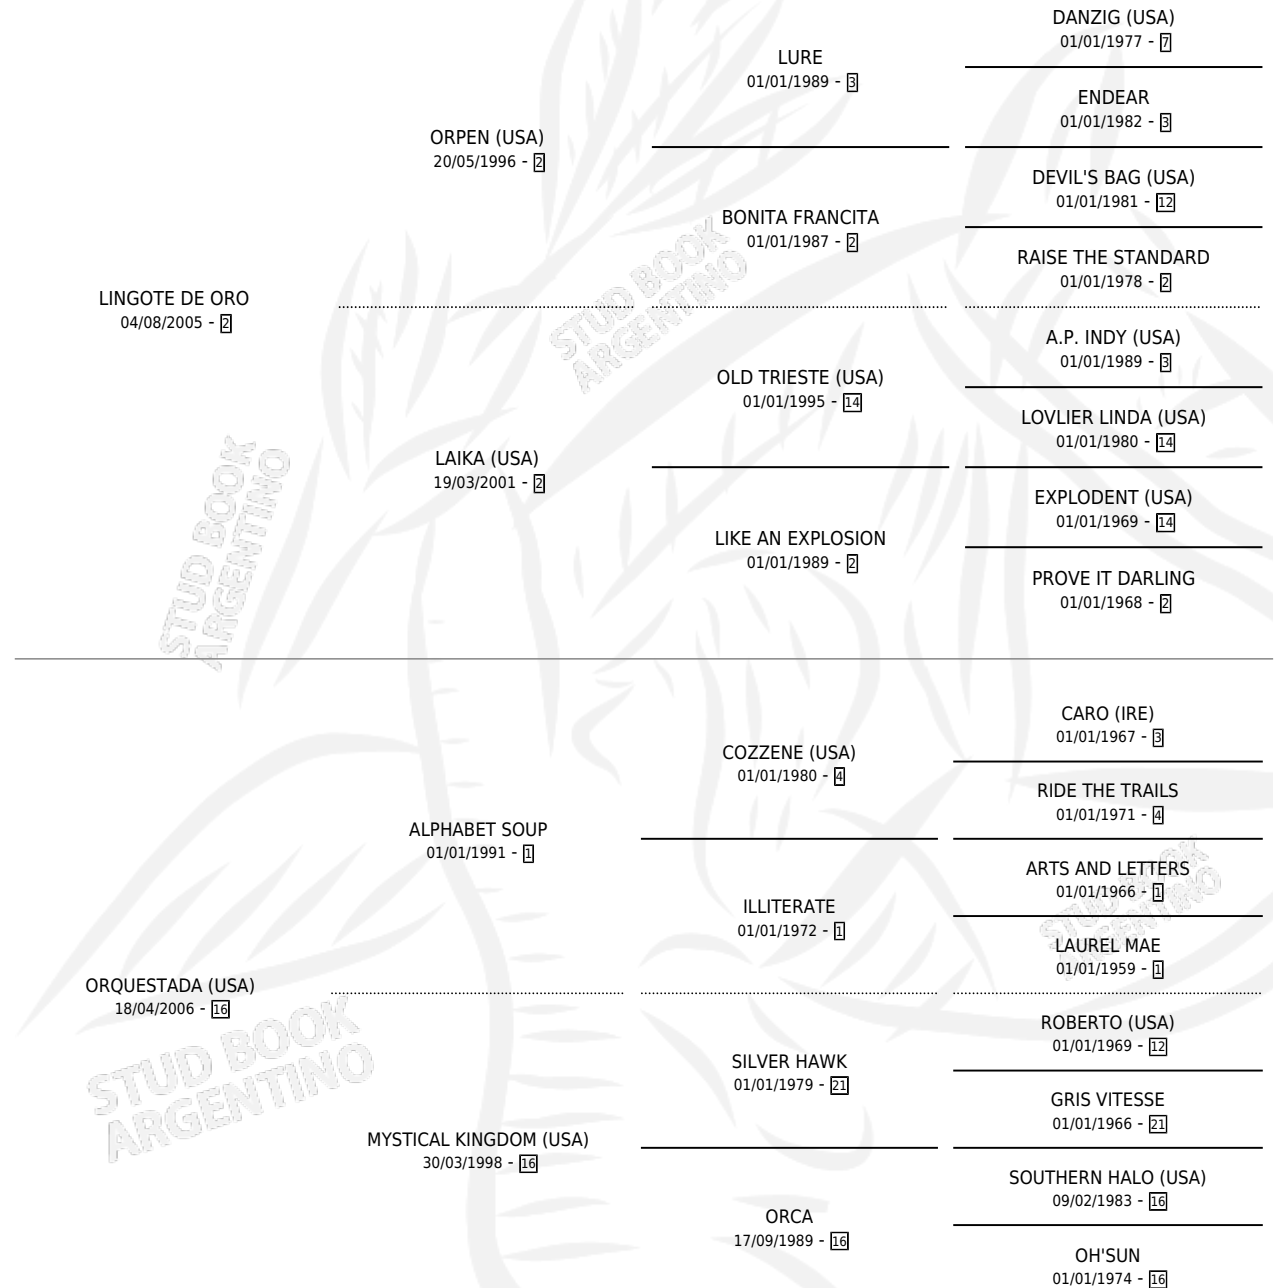 DANZIG (USA)
01/01/1977 - 7
LURE
01/01/1989 - 3
ENDEAR
01/01/1982 - 3
ORPEN (USA)
20/05/1996 - 2
DEVIL'S BAG (USA)
01/01/1981 - 12
BONITA FRANCITA
01/01/1987 - 2
RAISE THE STANDARD
01/01/1978 - 2
LINGOTE DE ORO
04/08/2005 - 2
STUD BOOK
ARGENTINO
A.P. INDY (USA)
01/01/1989 - 3
OLD TRIESTE (USA)
01/01/1995 - 14
LOVLIER LINDA (USA)
01/01/1980 - 14
LAIKA (USA)
19/03/2001 - 2
EXPLODENT (USA)
01/01/1969 - 14
LIKE AN EXPLOSION
01/01/1989 - 2
PROVE IT DARLING
01/01/1968 - 2
STUD BOOK
ARGENTINO
CARO (IRE)
01/01/1967 - 3
COZZENE (USA)
01/01/1980 - 4
RIDE THE TRAILS
01/01/1971 - 4
ALPHABET SOUP
01/01/1991 - 1
ARTS AND LETTERS
01/01/1966 - 1
ILLITERATE
01/01/1972 - 1
LAUREL MAE
01/01/1959 - 1
STUD BOOK
ARGENTINO
ORQUESTADA (USA)
18/04/2006 - 16
ROBERTO (USA)
01/01/1969 - 12
SILVER HAWK
01/01/1979 - 21
GRIS VITESSE
01/01/1966 - 21
STUD BOOK
ARGENTINO
MYSTICAL KINGDOM (USA)
30/03/1998 - 16
SOUTHERN HALO (USA)
09/02/1983 - 16
ORCA
17/09/1989 - 16
OH'SUN
01/01/1974 - 16